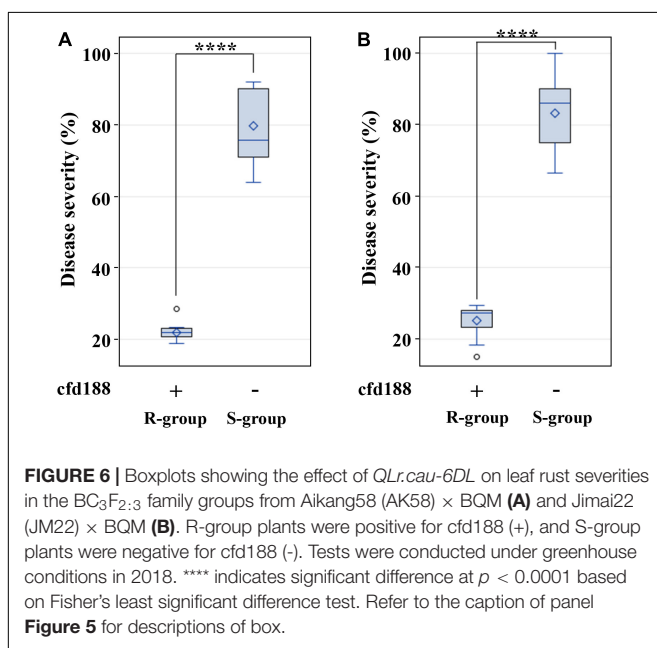 A
B
****
****
100
80
60
40
20
Disease severity (%)
100
80
60
40
20
Disease severity (%)
cfd188 + - + -
R-group S-group R-group S-group
FIGURE 6 | Boxplots showing the effect of QLr.cau-6DL on leaf rust severities
in the BC₃F₂:₃ family groups from Aikang58 (AK58) × BQM (A) and Jimai22
(JM22) × BQM (B). R-group plants were positive for cfd188 (+), and S-group
plants were negative for cfd188 (-). Tests were conducted under greenhouse
conditions in 2018. **** indicates significant difference at p < 0.0001 based
on Fisher's least significant difference test. Refer to the caption of panel
Figure 5 for descriptions of box.